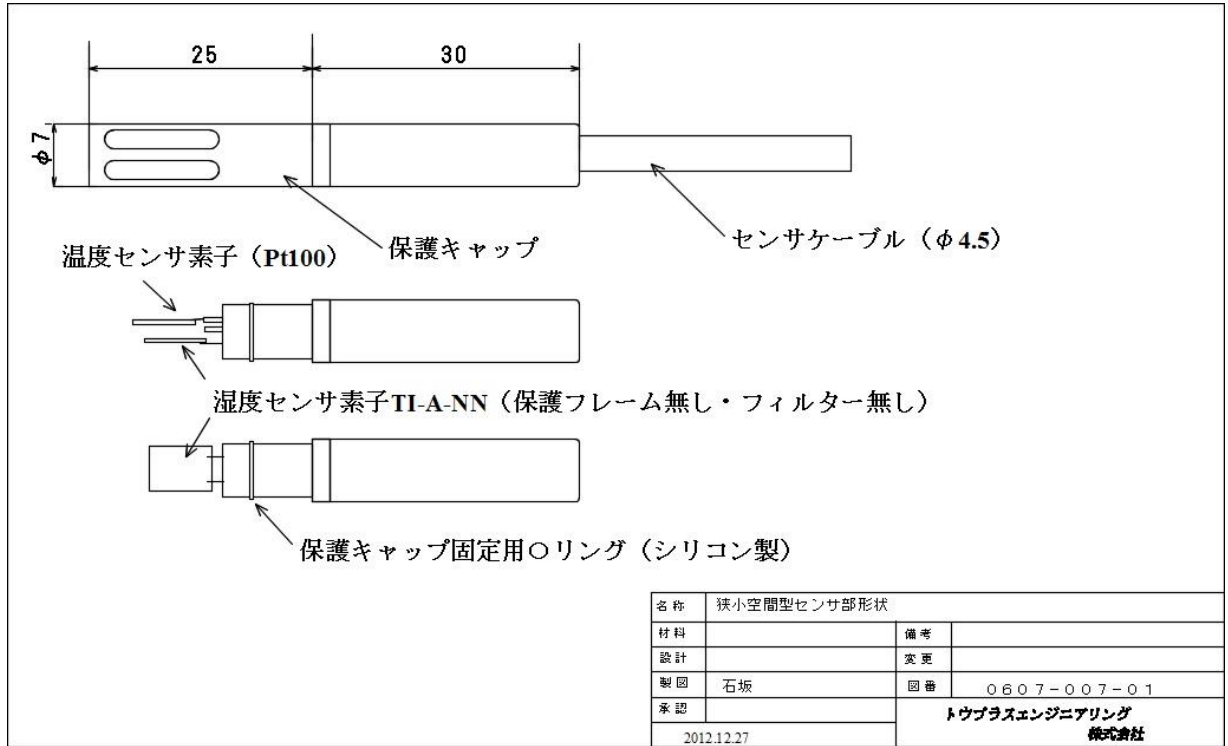 25
30
φ7
保護キャップ
センサケーブル（φ4.5）
温度センサ素子（Pt100）
湿度センサ素子TI-A-NN（保護フレーム無し・フィルター無し）
保護キャップ固定用〇リング（シリコン製）
名称 狭小空間型センサ部形状
材料 備考
設計 変更
製図 石坂 図番 0607-007-01
承認
トウプラスエンジニアリング
株式会社
2012.12.27